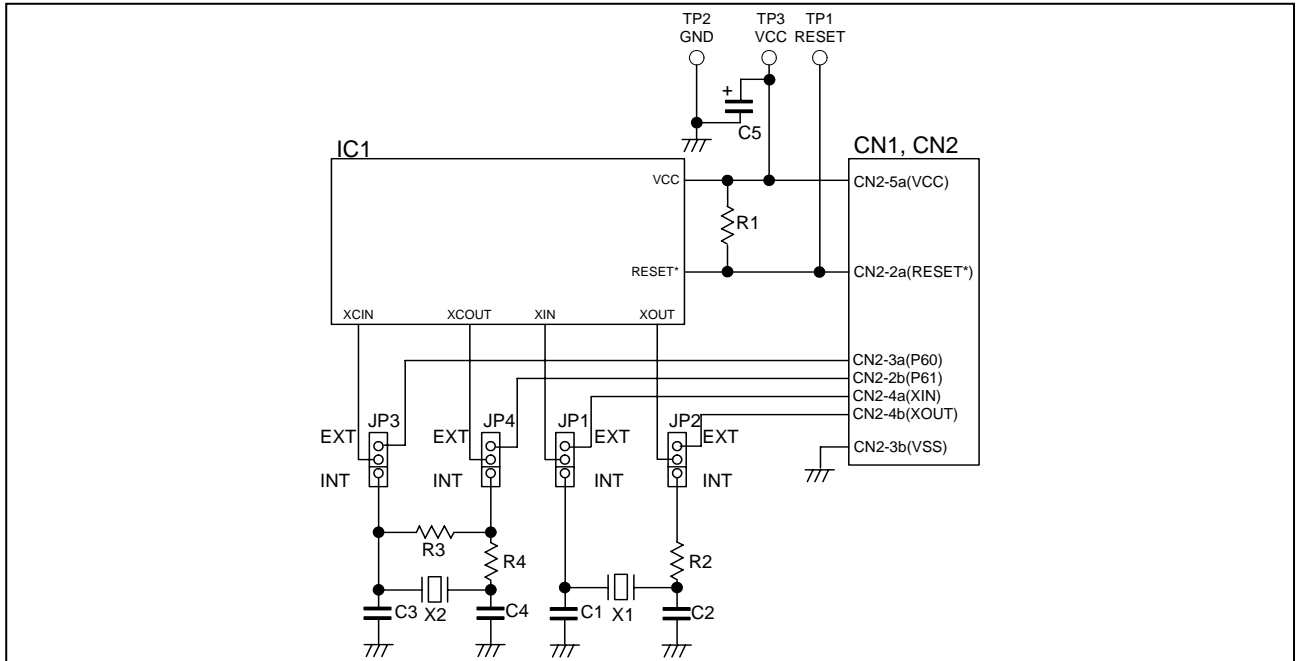 TP2 TP3 TP1
GND VCC RESET
+
C5
IC1
CN1, CN2
VCC
CN2-5a(VCC)
R1
RESET*
CN2-2a(RESET*)
XCIN XCOUT XIN XOUT
CN2-3a(P60)
CN2-2b(P61)
CN2-4a(XIN)
CN2-4b(XOUT)
CN2-3b(VSS)
JP3 JP4 JP1 JP2
EXT EXT EXT EXT
INT INT INT INT
R3
R4
R2
C3 X2 C4 C1 X1 C2